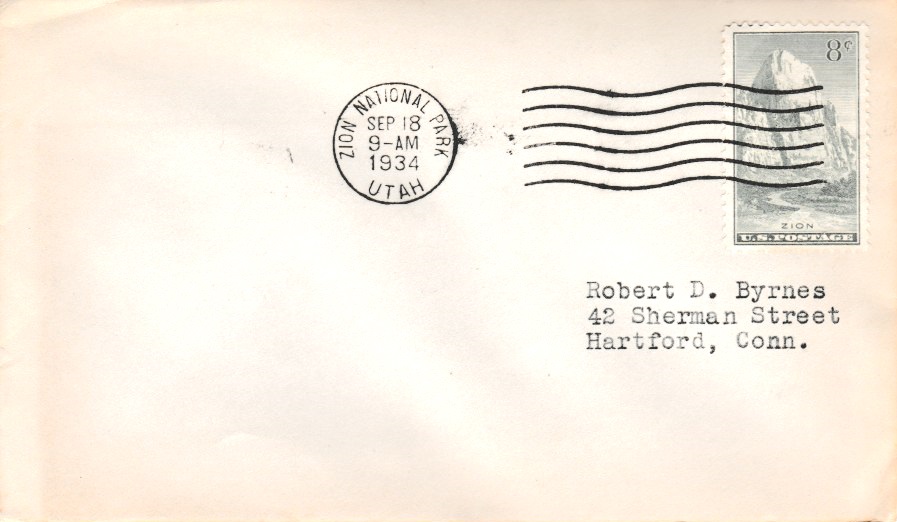 ZION NATIONAL PARK
SEP 18
9-AM
1934
UTAH
8¢
ZION
U.S. POSTAGE
Robert D. Byrnes
42 Sherman Street
Hartford, Conn.